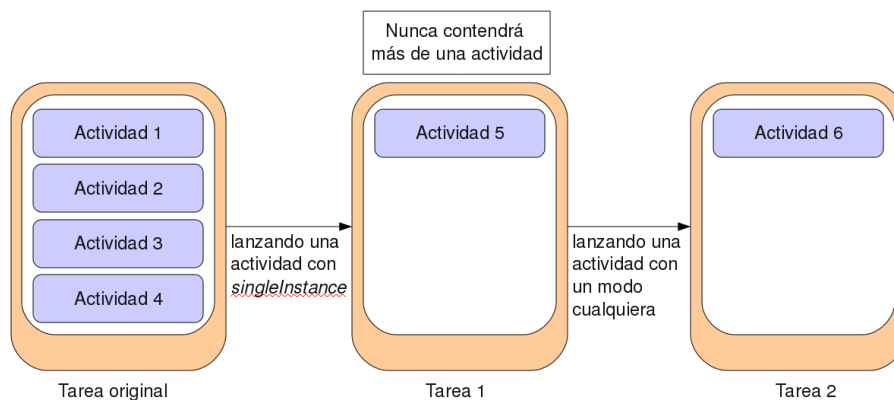 Nunca contendrá
más de una actividad
Actividad 1
Actividad 2
Actividad 3
Actividad 4
lanzando una
actividad con
singleInstance
Actividad 5
lanzando una
actividad con
un modo
cualquiera
Actividad 6
Tarea original
Tarea 1
Tarea 2